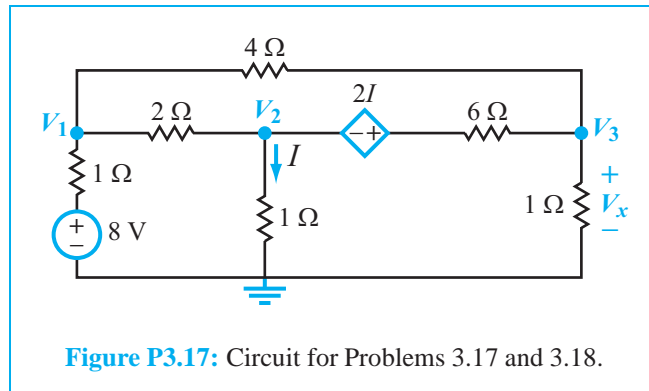 4 Ω
2I
2 Ω
V2
6 Ω
V1
V3
I
1 Ω
+
1 Ω
Vx
+
8 V
1 Ω
−
−
− +
Figure P3.17: Circuit for Problems 3.17 and 3.18.